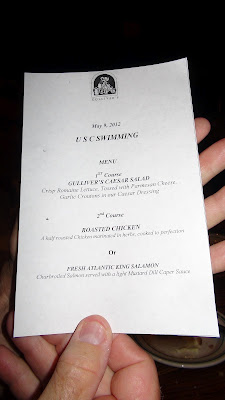 May 9, 2012
U S C SWIMMING
MENU
1ST Course
GULLIVER'S CAESAR SALAD
Crisp Romaine Lettuce, Tossed with Parmesan Cheese,
Garlic Croutons in our Caesar Dressing
2nd Course
ROASTED CHICKEN
A half roasted Chicken marinated in herbs, cooked to perfection
Or
FRESH ATLANTIC KING SALAMON
Charbroiled Salmon served with a light Mustard Dill Caper Sauce